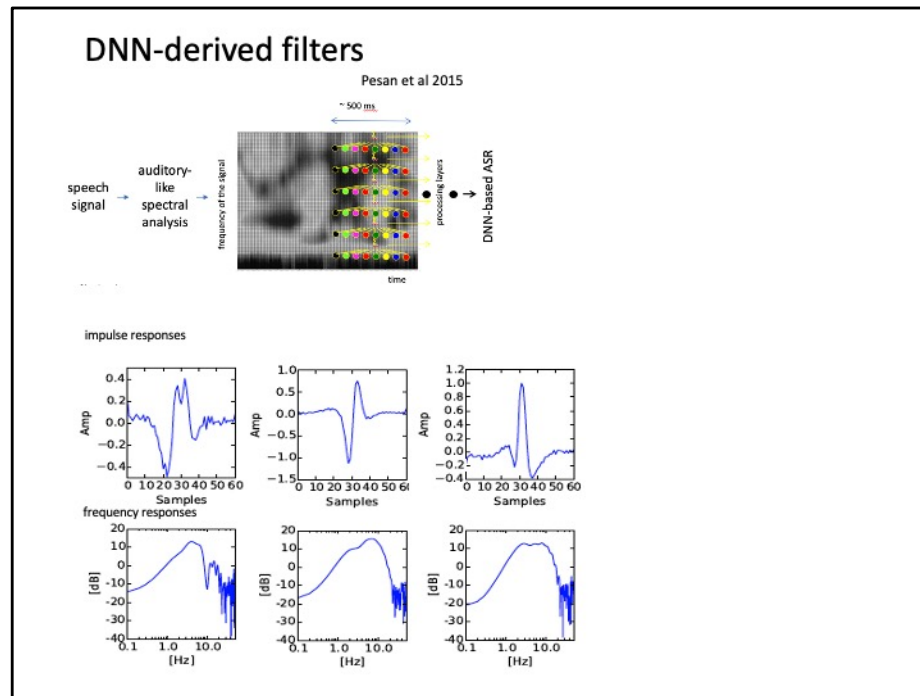 DNN-derived filters
Pesan et al 2015
~ 500 ms
speech
signal
auditory-
like
spectral
analysis
frequency of the signal
processing layers
DNN-based ASR
time
impulse responses
0.4
0.2
0.0
−0.2
−0.4
Amp
0 10 20 30 40 50 60
Samples
1.0
0.5
0.0
−0.5
−1.0
−1.5
Amp
0 10 20 30 40 50 60
Samples
1.2
1.0
0.8
0.6
0.4
0.2
0.0
−0.2
−0.4
Amp
0 10 20 30 40 50 60
Samples
frequency responses
20
10
0
-10
-20
-30
-40
[dB]
0.1 1.0 10.0
[Hz]
20
10
0
-10
-20
-30
-40
[dB]
0.1 1.0 10.0
[Hz]
20
10
0
-10
-20
-30
-40
[dB]
0.1 1.0 10.0
[Hz]